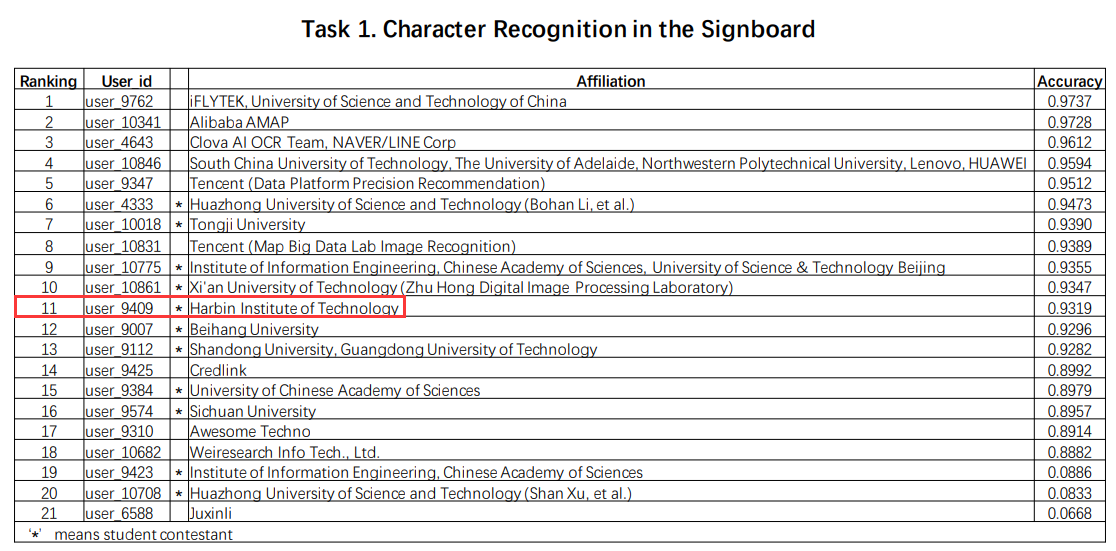 Task 1. Character Recognition in the Signboard
Ranking User_id Affiliation Accuracy
1 user_9762 iFLYTEK, University of Science and Technology of China 0.9737
2 user_10341 Alibaba AMAP 0.9728
3 user_4643 Clova AI OCR Team, NAVER/LINE Corp 0.9612
4 user_10846 South China University of Technology, The University of Adelaide, Northwestern Polytechnical University, Lenovo, HUAWEI 0.9594
5 user_9347 Tencent (Data Platform Precision Recommendation) 0.9512
6 user_4333 * Huazhong University of Science and Technology (Bohan Li, et al.) 0.9473
7 user_10018 * Tongji University 0.9390
8 user_10831 Tencent (Map Big Data Lab Image Recognition) 0.9389
9 user_10775 * Institute of Information Engineering, Chinese Academy of Sciences, University of Science & Technology Beijing 0.9355
10 user_10861 * Xi'an University of Technology (Zhu Hong Digital Image Processing Laboratory) 0.9347
11 user_9409 * Harbin Institute of Technology 0.9319
12 user_9007 * Beihang University 0.9296
13 user_9112 * Shandong University, Guangdong University of Technology 0.9282
14 user_9425 Credlink 0.8992
15 user_9384 * University of Chinese Academy of Sciences 0.8979
16 user_9574 * Sichuan University 0.8957
17 user_9310 Awesome Techno 0.8914
18 user_10682 Weiresearch Info Tech., Ltd. 0.8882
19 user_9423 * Institute of Information Engineering, Chinese Academy of Sciences 0.0886
20 user_10708 * Huazhong University of Science and Technology (Shan Xu, et al.) 0.0833
21 user_6588 Juxinli 0.0668
'*' means student contestant